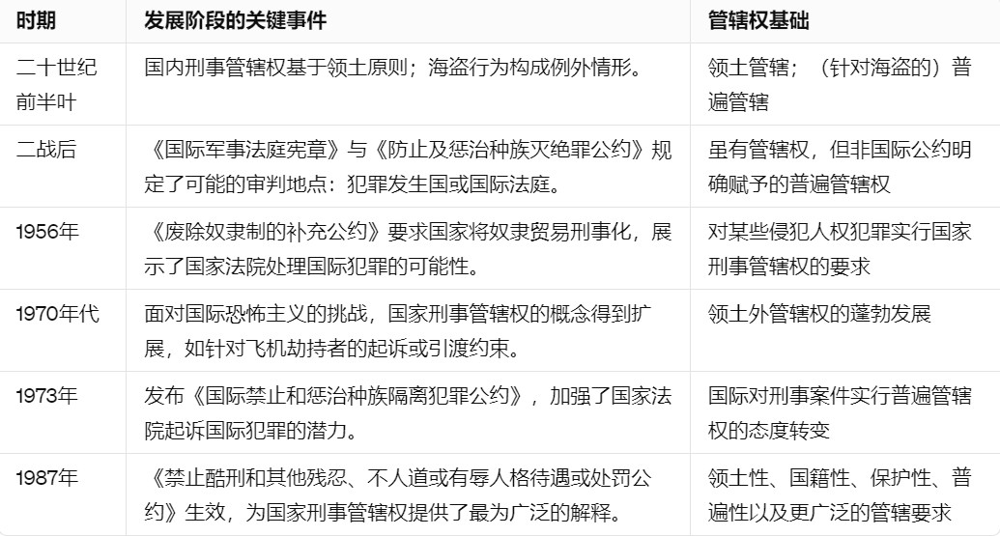 时期 发展阶段的关键事件 管辖权基础
二十世纪 国内刑事管辖权基于领土原则；海盗行为构成例外情形。 领土管辖；（针对海盗的）普
前半叶 遍管辖
二战后 《国际军事法庭宪章》与《防止及惩治种族灭绝罪公约》规 虽有管辖权，但非国际公约明
定了可能的审判地点：犯罪发生国或国际法庭。 确赋予的普遍管辖权
1956年 《废除奴隶制的补充公约》要求国家将奴隶贸易刑事化，展 对某些侵犯人权犯罪实行国家
示了国家法院处理国际犯罪的可能性。 刑事管辖权的要求
1970年代 面对国际恐怖主义的挑战，国家刑事管辖权的概念得到扩 领土外管辖权的蓬勃发展
展，如针对飞机劫持者的起诉或引渡约束。
1973年 发布《国际禁止和惩治种族隔离犯罪公约》，加强了国家法 国际对刑事案件实行普遍管辖
院起诉国际犯罪的潜力。 权的态度转变
1987年 《禁止酷刑和其他残忍、不人道或有辱人格待遇或处罚公 领土性、国籍性、保护性、普
约》生效，为国家刑事管辖权提供了最为广泛的解释。 遍性以及更广泛的管辖要求